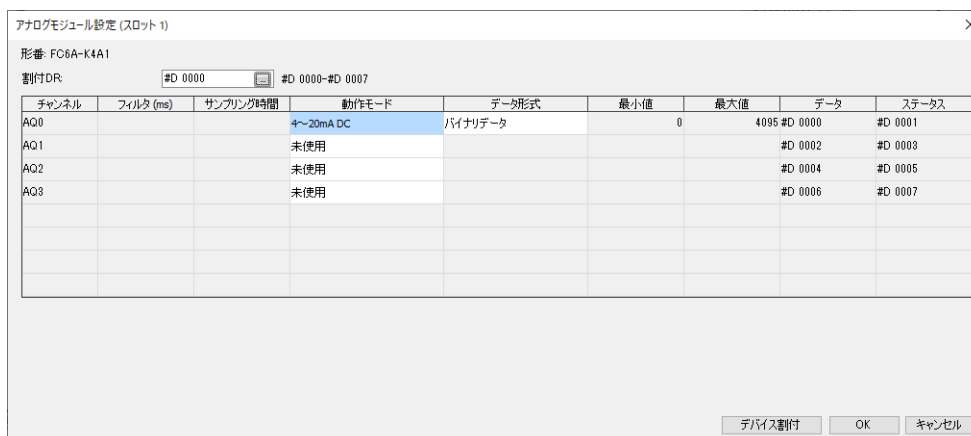 アナログモジュール設定 (スロット 1)
形番: FC6A-K4A1
割付DR: #D 0000 ... #D 0000-#D 0007
チャンネル フィルタ (ms) サンプリング時間 動作モード データ形式 最小値 最大値 データ ステータス
AQ0 4～20mA DC バイナリデータ 0 4095 #D 0000 #D 0001
AQ1 未使用 #D 0002 #D 0003
AQ2 未使用 #D 0004 #D 0005
AQ3 未使用 #D 0006 #D 0007
デバイス割付 OK キャンセル